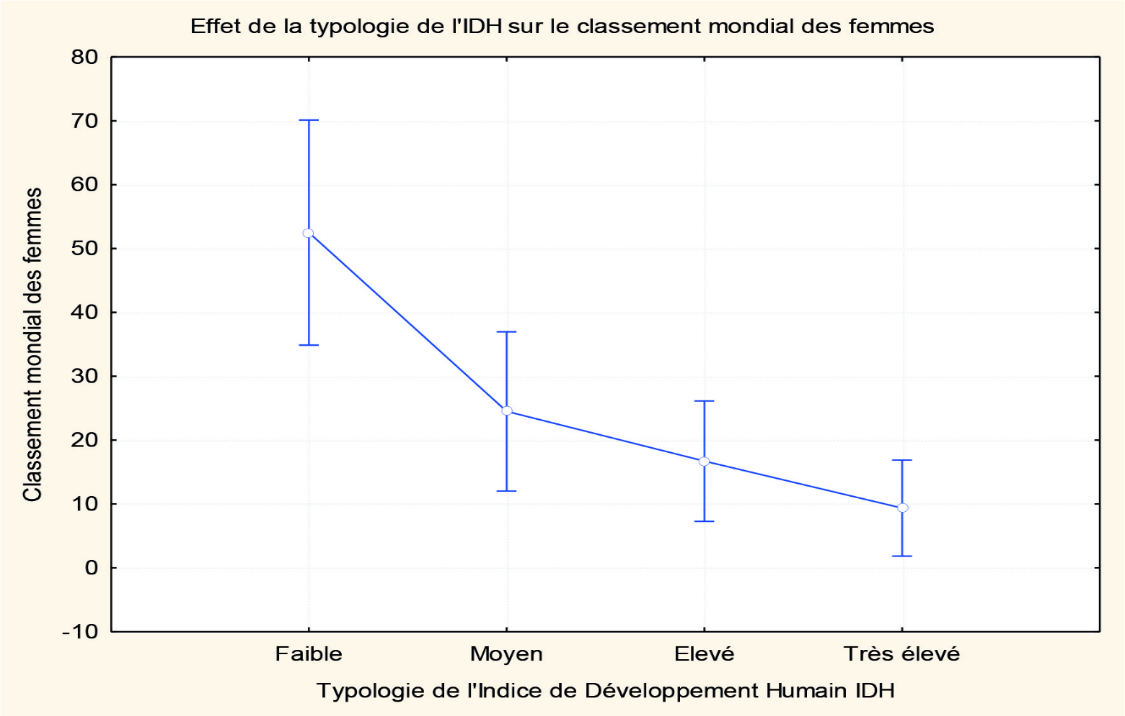 Effet de la typologie de l'IDH sur le classement mondial des femmes
80
70
60
50
40
30
20
10
0
-10
Classement mondial des femmes
Faible Moyen Elevé Très élevé
Typologie de l'Indice de Développement Humain IDH